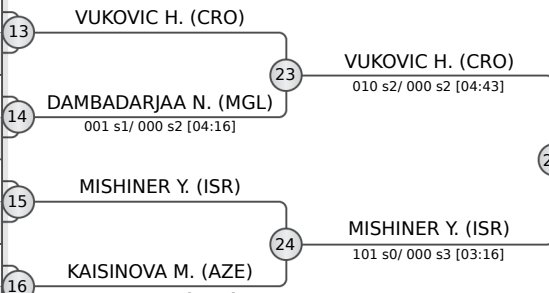 VUKOVIC H. (CRO)
13
23
VUKOVIC H. (CRO)
010 s2/ 000 s2 [04:43]
DAMBADARJAA N. (MGL)
14
001 s1/ 000 s2 [04:16]
MISHINER Y. (ISR)
15
24
MISHINER Y. (ISR)
101 s0/ 000 s3 [03:16]
KAISINOVA M. (AZE)
16